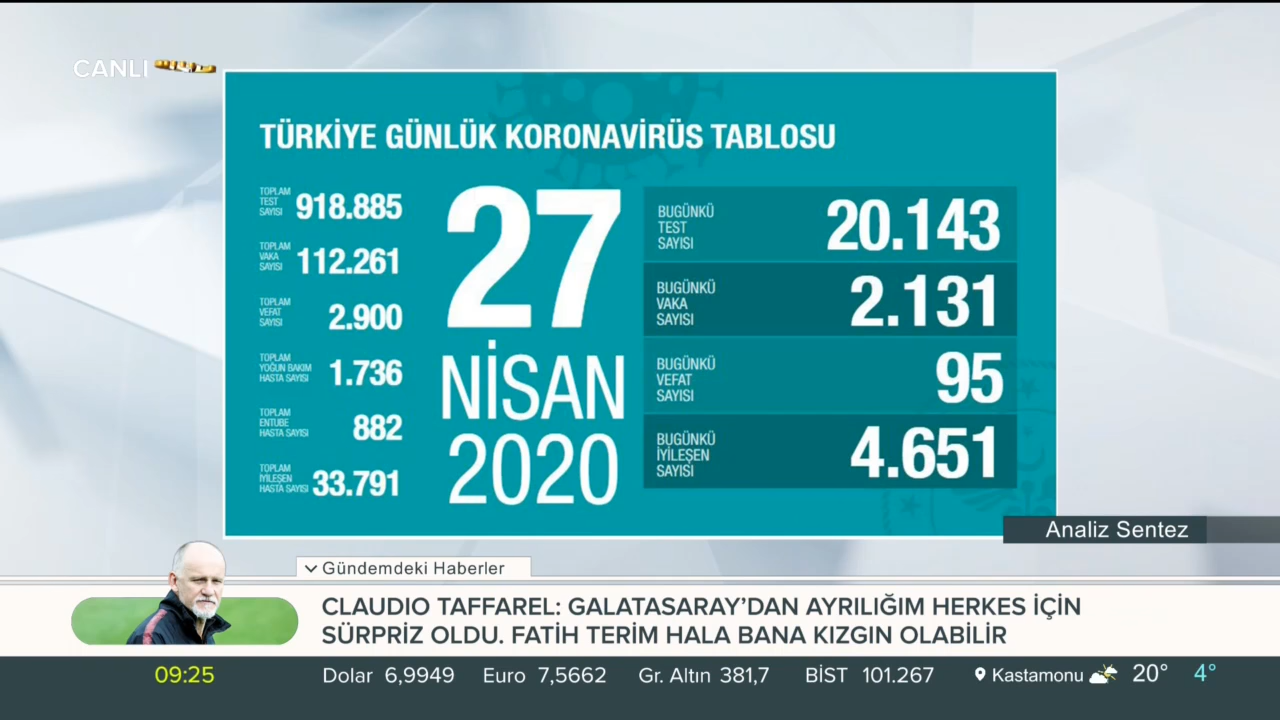 CANLI
TÜRKİYE GÜNLÜK KORONAVİRÜS TABLOSU
TOPLAM
TEST
SAYISI
918.885
TOPLAM
VAKA
SAYISI
112.261
TOPLAM
VEFAT
SAYISI
2.900
TOPLAM
YOĞUN BAKIM
HASTA SAYISI
1.736
TOPLAM
ENTUBE
HASTA SAYISI
882
TOPLAM
İYİLEŞEN
HASTA SAYISI
33.791
27
NİSAN
2020
BUGÜNKÜ
TEST
SAYISI
20.143
BUGÜNKÜ
VAKA
SAYISI
2.131
BUGÜNKÜ
VEFAT
SAYISI
95
BUGÜNKÜ
İYİLEŞEN
SAYISI
4.651
Analiz Sentez
Gündemdeki Haberler
CLAUDIO TAFFAREL: GALATASARAY'DAN AYRILIĞIM HERKES İÇİN
SÜRPRİZ OLDU. FATİH TERİM HALA BANA KIZGIN OLABİLİR
09:25 Dolar 6,9949 Euro 7,5662 Gr. Altın 381,7 BİST 101.267 Kastamonu 20° 4°